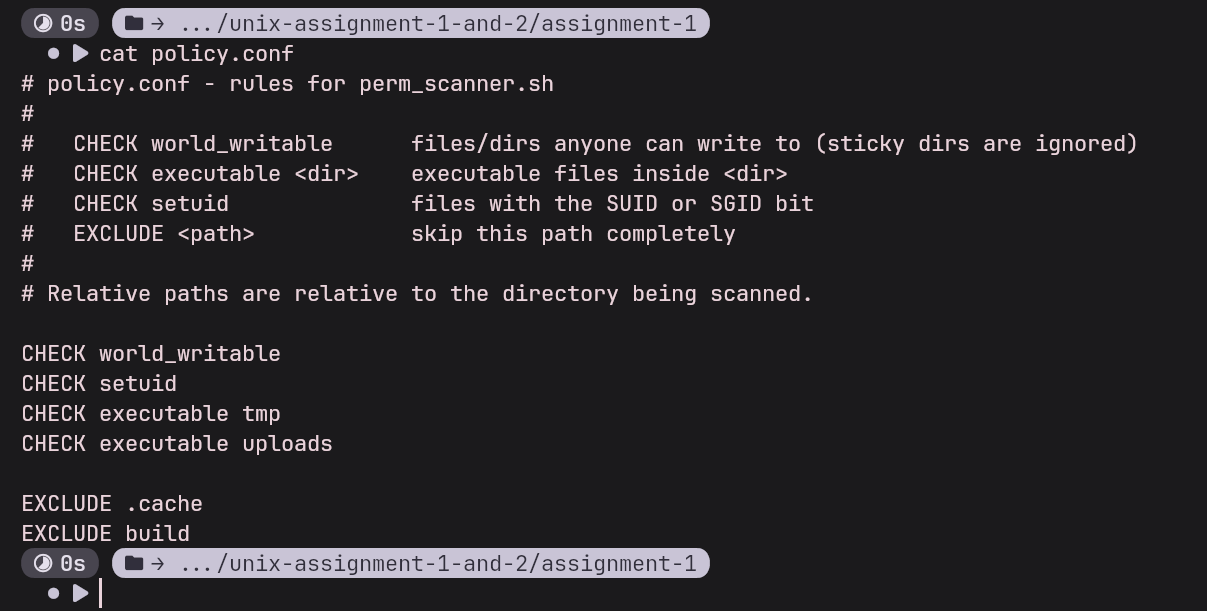 0s → .../unix-assignment-1-and-2/assignment-1
cat policy.conf
# policy.conf - rules for perm_scanner.sh
#
#   CHECK world_writable      files/dirs anyone can write to (sticky dirs are ignored)
#   CHECK executable <dir>    executable files inside <dir>
#   CHECK setuid              files with the SUID or SGID bit
#   EXCLUDE <path>            skip this path completely
#
# Relative paths are relative to the directory being scanned.

CHECK world_writable
CHECK setuid
CHECK executable tmp
CHECK executable uploads

EXCLUDE .cache
EXCLUDE build
0s → .../unix-assignment-1-and-2/assignment-1